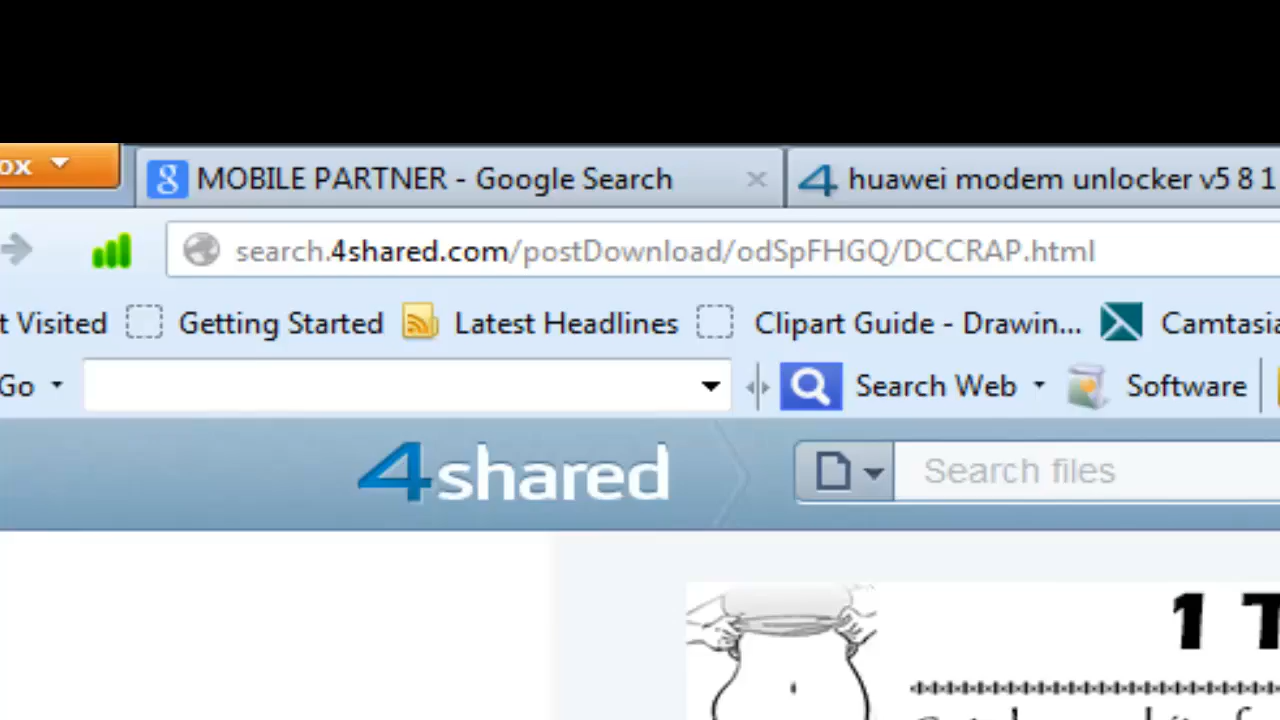 ox
MOBILE PARTNER - Google Search
4 huawei modem unlocker v5 8 1
search.4shared.com/postDownload/odSpFHGQ/DCCRAP.html
t Visited Getting Started Latest Headlines Clipart Guide - Drawin... Camtasia
Go Search Web Software
4shared Search files
1 T